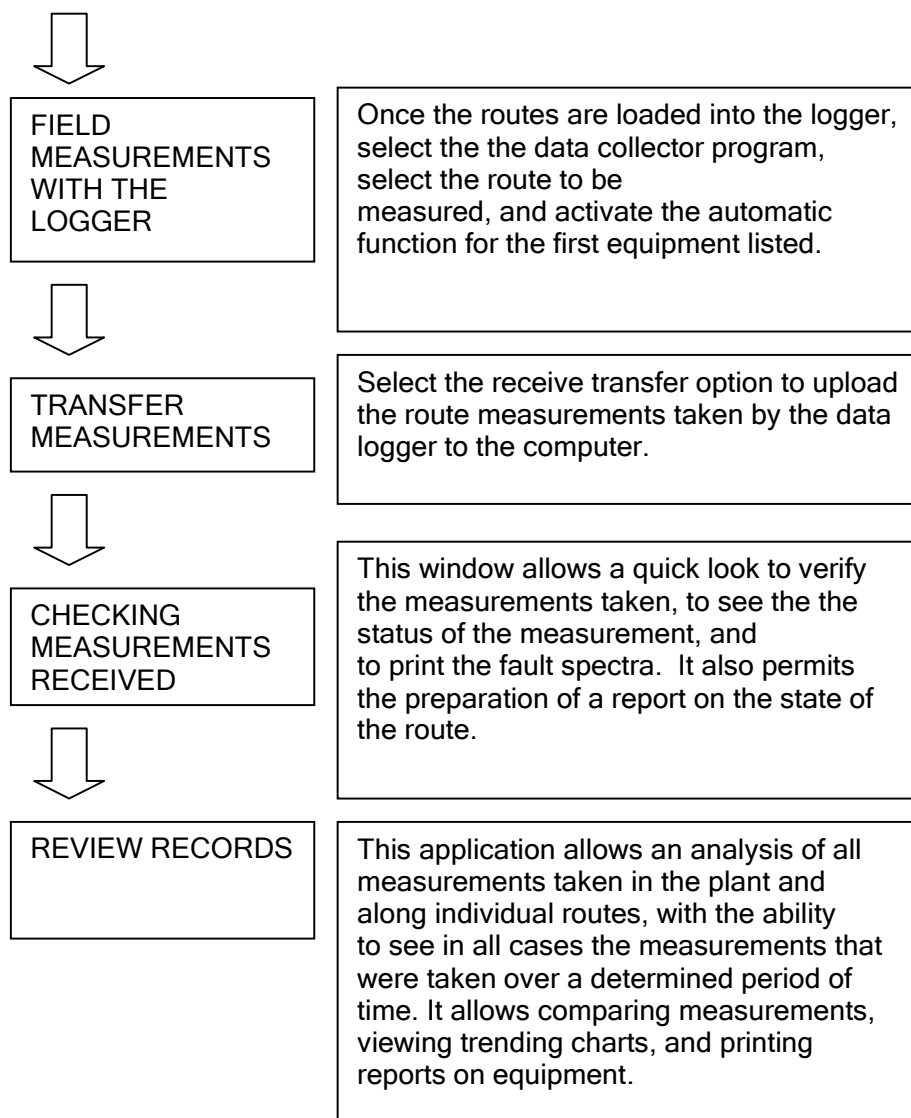 FIELD
MEASUREMENTS
WITH THE
LOGGER
Once the routes are loaded into the logger,
select the the data collector program,
select the route to be
measured, and activate the automatic
function for the first equipment listed.
TRANSFER
MEASUREMENTS
Select the receive transfer option to upload
the route measurements taken by the data
logger to the computer.
CHECKING
MEASUREMENTS
RECEIVED
This window allows a quick look to verify
the measurements taken, to see the the
status of the measurement, and
to print the fault spectra.  It also permits
the preparation of a report on the state of
the route.
REVIEW RECORDS
This application allows an analysis of all
measurements taken in the plant and
along individual routes, with the ability
to see in all cases the measurements that
were taken over a determined period of
time. It allows comparing measurements,
viewing trending charts, and printing
reports on equipment.